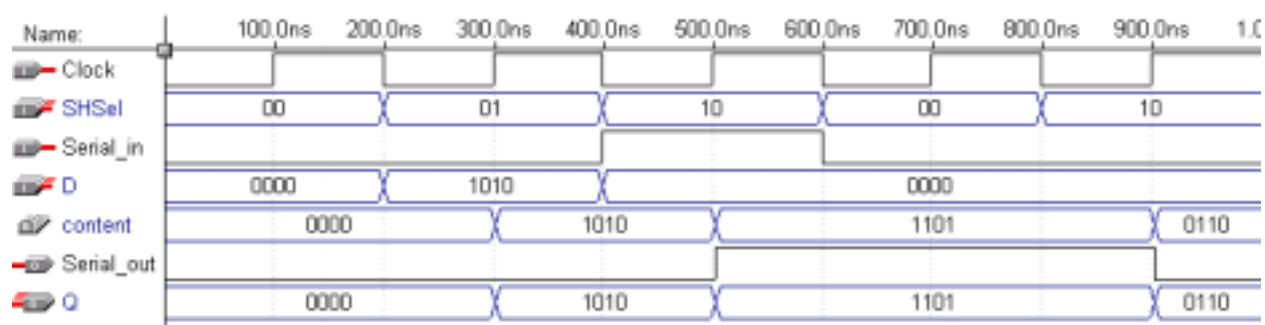 Name: 100.0ns 200.0ns 300.0ns 400.0ns 500.0ns 600.0ns 700.0ns 800.0ns 900.0ns 1.0
Clock
SHSel 00 01 10 00 10
Serial_in
D 0000 1010 0000
content 0000 1010 1101 0110
Serial_out
Q 0000 1010 1101 0110